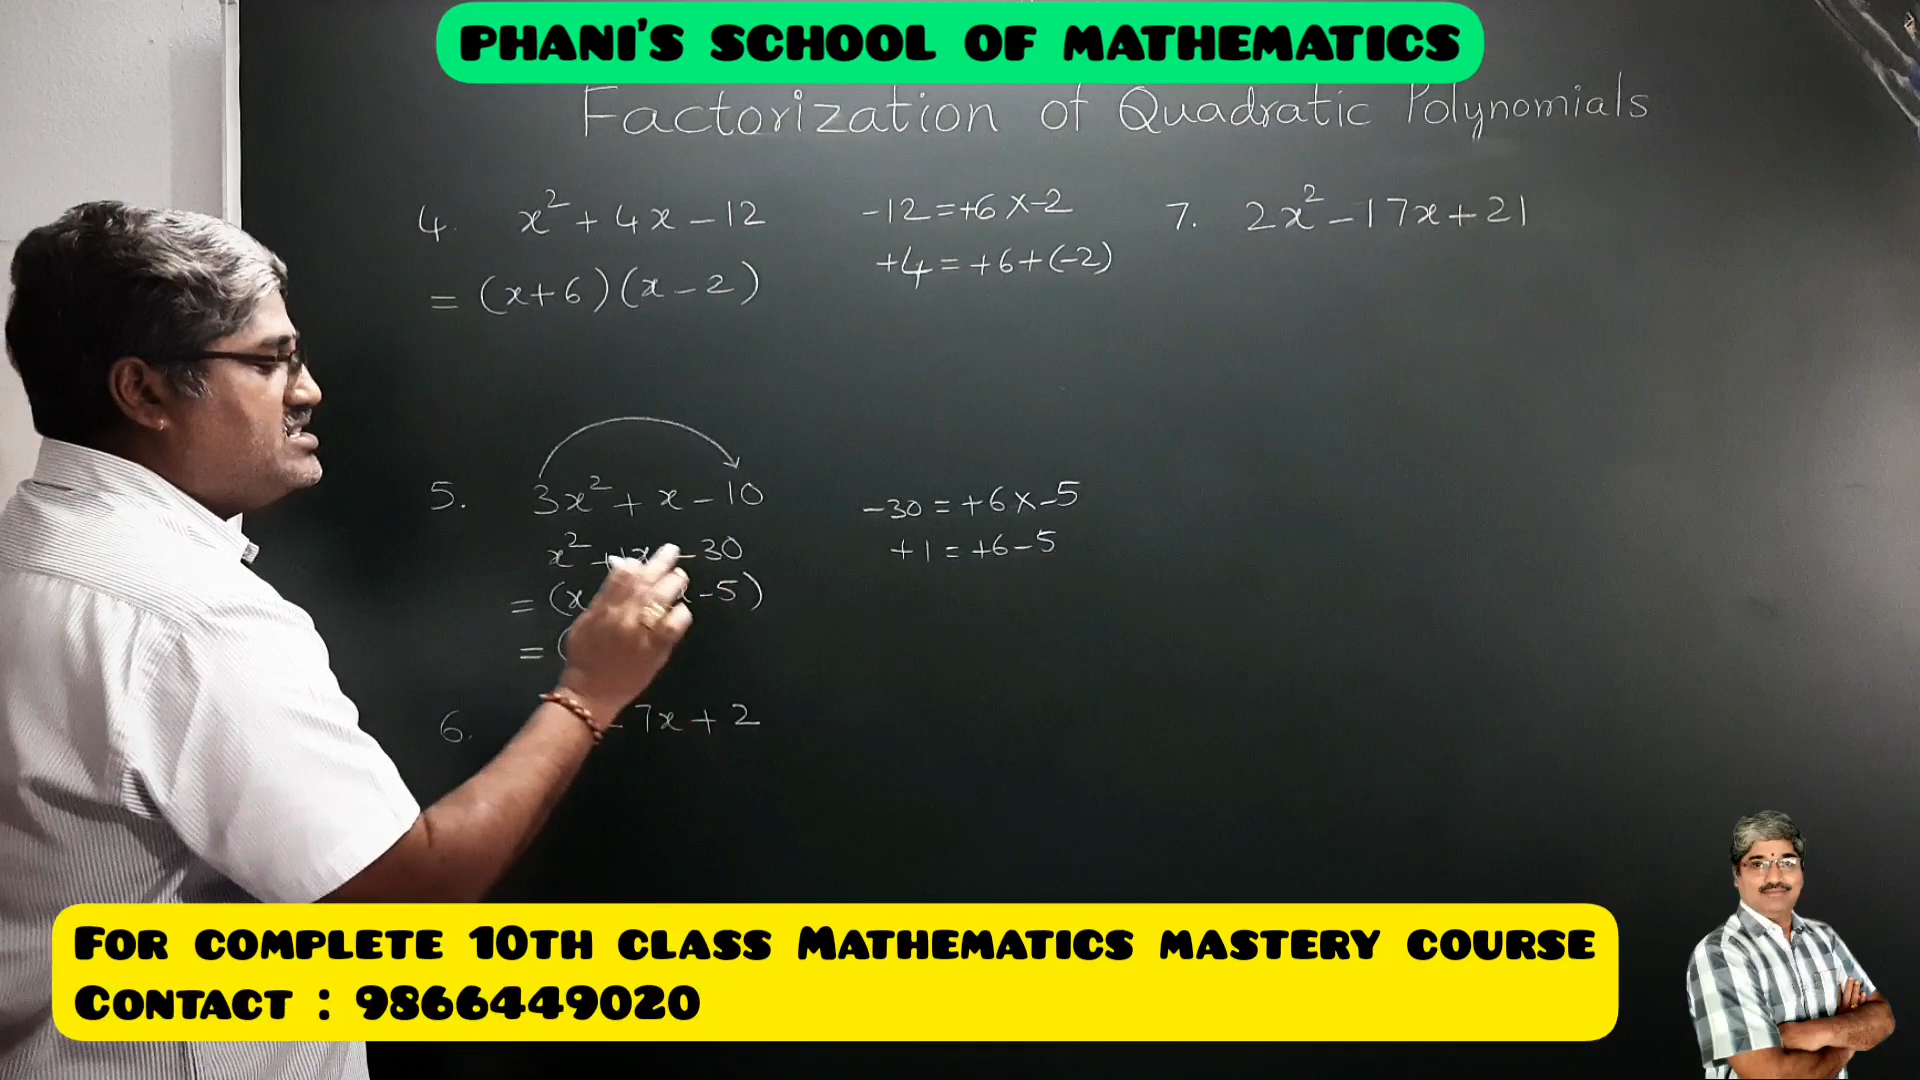 PHANI'S SCHOOL OF MATHEMATICS
Factorization of Quadratic Polynomials
4. x² + 4x - 12
= (x+6)(x-2)
-12 = +6 x -2
+4 = +6 + (-2)
5. 3x² + x - 10
x² + 1x - 30
= (x -5)
= (
-30 = +6 x -5
+1 = +6 - 5
6. - 7x + 2
7. 2x² - 17x + 21
FOR COMPLETE 10TH CLASS MATHEMATICS MASTERY COURSE
CONTACT : 9866449020